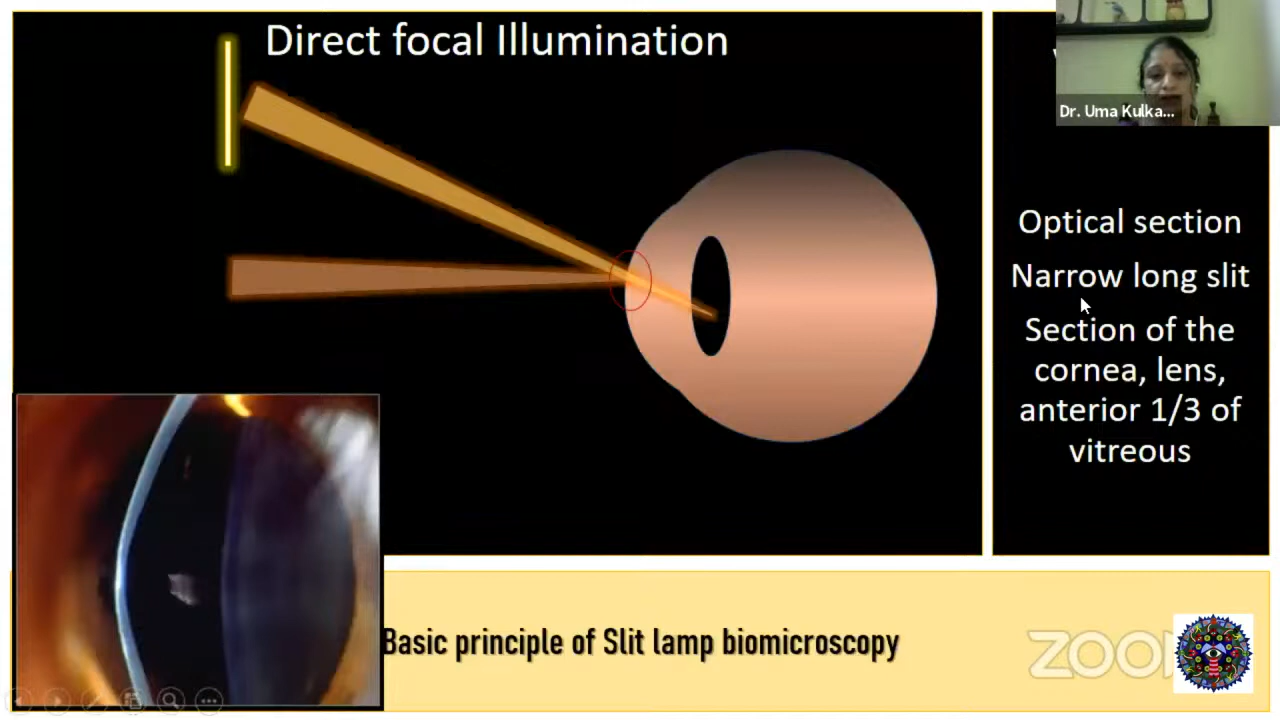 Direct focal Illumination
Dr. Uma Kulka...
Optical section
Narrow long slit
Section of the
cornea, lens,
anterior 1/3 of
vitreous
Basic principle of Slit lamp biomicroscopy